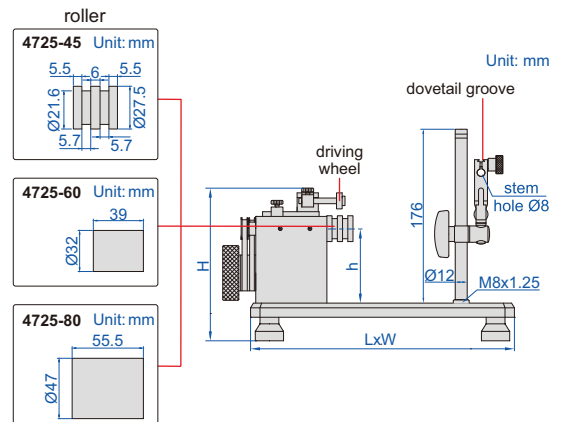 roller
4725-45 Unit: mm
5.5 6 5.5
Ø21.6
Ø27.5
5.7 5.7
4725-60 Unit: mm
39
Ø32
4725-80 Unit: mm
55.5
Ø47
Unit: mm
dovetail groove
driving
wheel
stem
hole Ø8
176
H
h
Ø12
M8x1.25
LxW